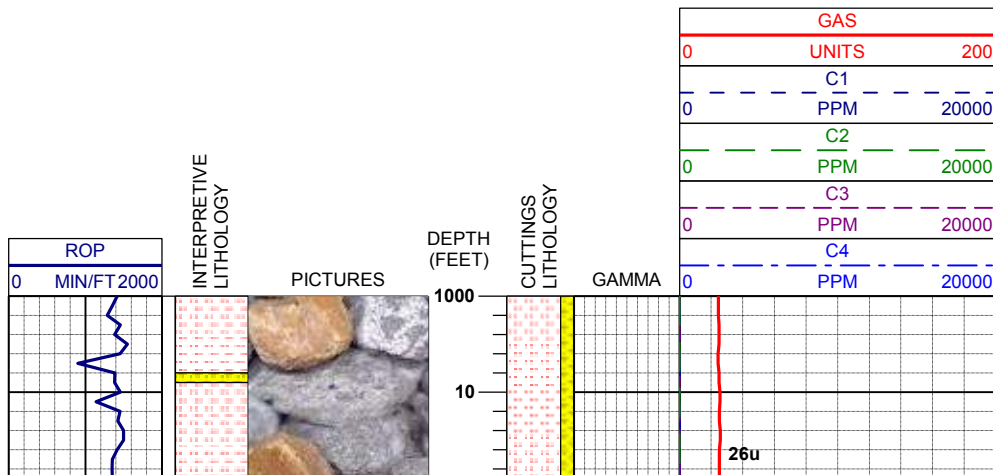 GAS
0 UNITS 200
C1
0 PPM 20000
C2
0 PPM 20000
C3
0 PPM 20000
C4
0 PPM 20000
ROP
0 MIN/FT 2000
INTERPRETIVE
LITHOLOGY
PICTURES
DEPTH
(FEET)
CUTTINGS
LITHOLOGY
GAMMA
1000
10
26u